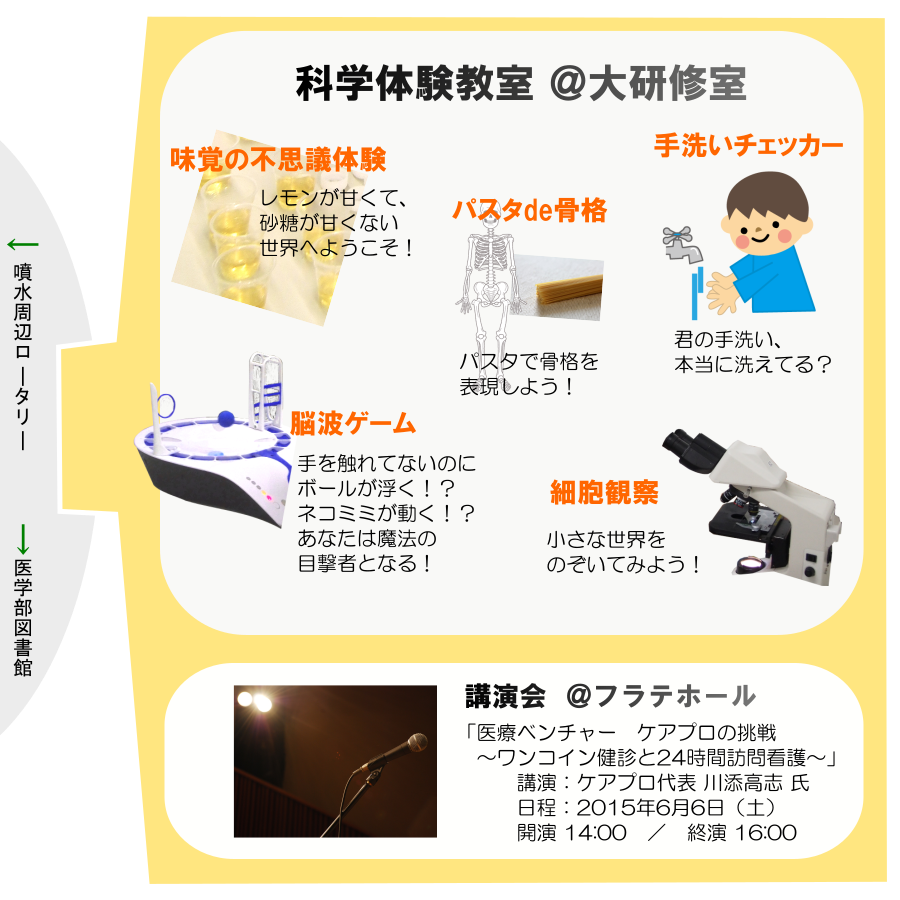 科学体験教室 @大研修室
味覚の不思議体験
レモンが甘くて、
砂糖が甘くない
世界へようこそ！
パスタde骨格
パスタで骨格を
表現しよう！
手洗いチェッカー
君の手洗い、
本当に洗えてる？
脳波ゲーム
手を触れてないのに
ボールが浮く！？
ネコミミが動く！？
あなたは魔法の
目撃者となる！
細胞観察
小さな世界を
のぞいてみよう！
←
噴水周辺ロータリー
→
医学部図書館
講演会 @フラテホール
「医療ベンチャー　ケアプロの挑戦
～ワンコイン健診と24時間訪問看護～」
講演：ケアプロ代表 川添高志 氏
日程：2015年6月6日（土）
開演 14:00 ／ 終演 16:00